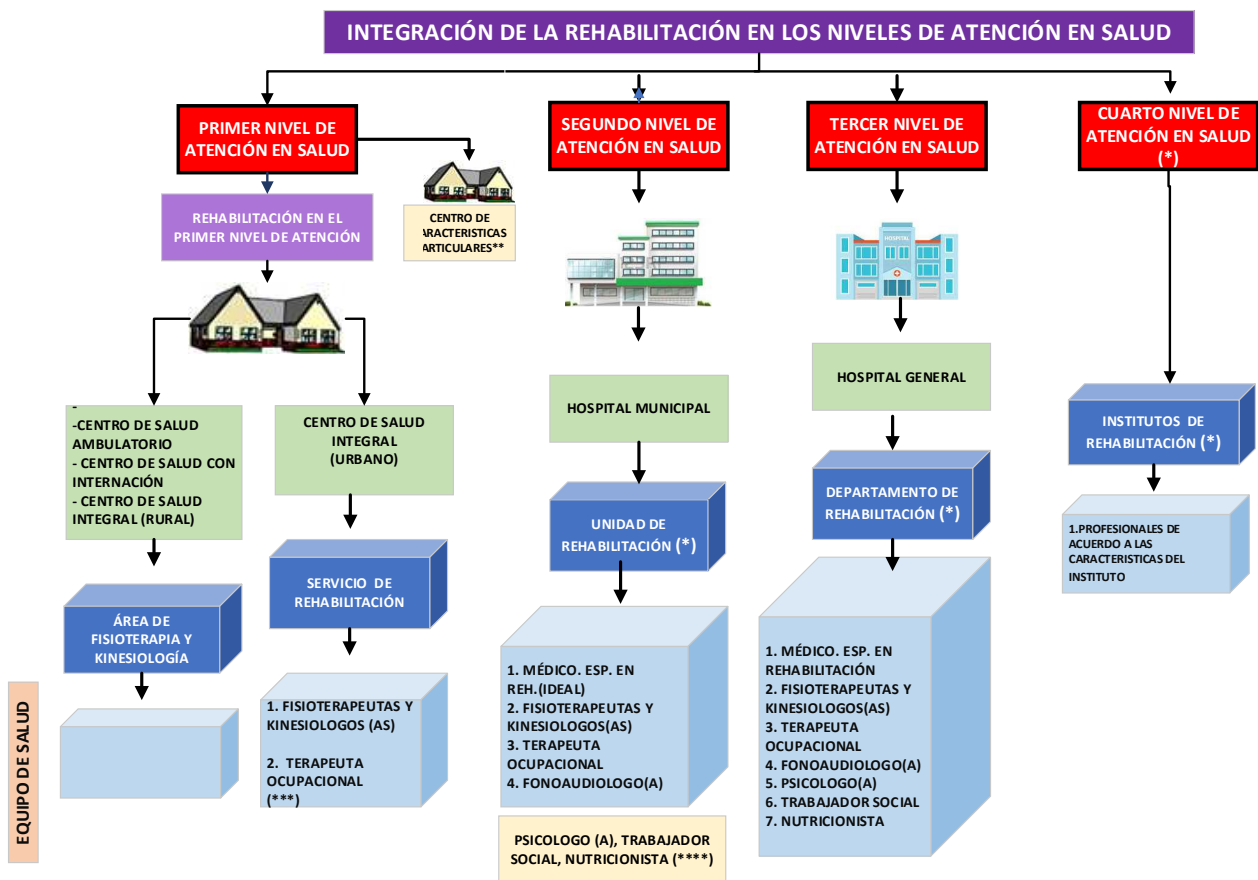 INTEGRACIÓN DE LA REHABILITACIÓN EN LOS NIVELES DE ATENCIÓN EN SALUD
PRIMER NIVEL DE
ATENCIÓN EN SALUD
SEGUNDO NIVEL DE
ATENCIÓN EN SALUD
TERCER NIVEL DE
ATENCIÓN EN SALUD
CUARTO NIVEL DE
ATENCIÓN EN SALUD
(*)
REHABILITACIÓN EN EL
PRIMER NIVEL DE ATENCIÓN
CENTRO DE
ARACTERISTICAS
ARTICULARES**
HOSPITAL
-
-CENTRO DE SALUD
AMBULATORIO
- CENTRO DE SALUD CON
INTERNACIÓN
- CENTRO DE SALUD
INTEGRAL (RURAL)
CENTRO DE SALUD
INTEGRAL
(URBANO)
HOSPITAL MUNICIPAL
HOSPITAL GENERAL
INSTITUTOS DE
REHABILITACIÓN (*)
ÁREA DE
FISIOTERAPIA Y
KINESIOLOGÍA
SERVICIO DE
REHABILITACIÓN
UNIDAD DE
REHABILITACIÓN (*)
DEPARTAMENTO DE
REHABILITACIÓN (*)
1.PROFESIONALES DE
ACUERDO A LAS
CARACTERISTICAS DEL
INSTITUTO
EQUIPO DE SALUD
1. FISIOTERAPEUTAS Y
KINESIOLOGOS (AS)
2. TERAPEUTA
OCUPACIONAL
(***)
1. MÉDICO. ESP. EN
REH.(IDEAL)
2. FISIOTERAPEUTAS Y
KINESIOLOGOS(AS)
3. TERAPEUTA
OCUPACIONAL
4. FONOAUDIOLOGO(A)
PSICOLOGO (A), TRABAJADOR
SOCIAL, NUTRICIONISTA (****)
1. MÉDICO. ESP. EN
REHABILITACIÓN
2. FISIOTERAPEUTAS Y
KINESIOLOGOS(AS)
3. TERAPEUTA
OCUPACIONAL
4. FONOAUDIOLOGO(A)
5. PSICOLOGO(A)
6. TRABAJADOR SOCIAL
7. NUTRICIONISTA